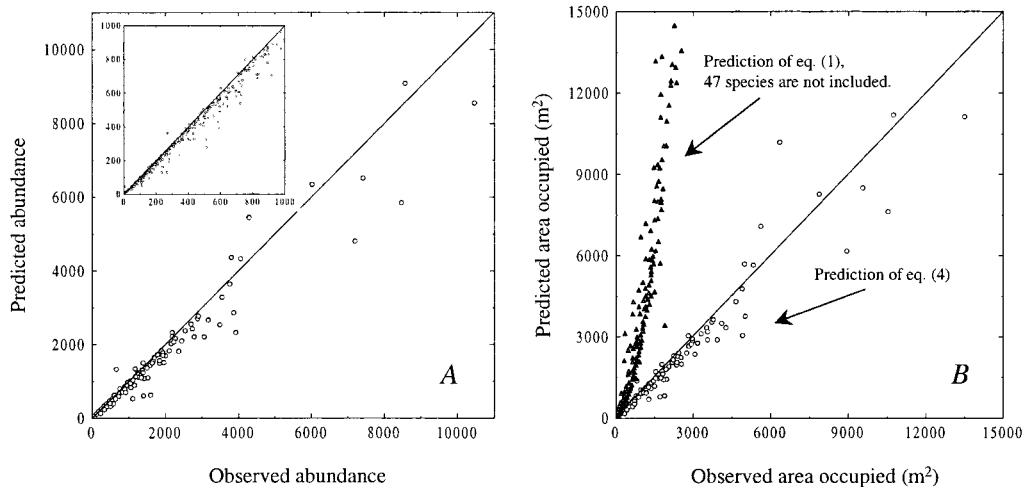 10000
8000
6000
4000
2000
0
Predicted abundance
1000
800
600
400
200
0
0 200 400 600 800 1000
A
0 2000 4000 6000 8000 10000
Observed abundance
15000
12000
9000
6000
3000
0
Predicted area occupied (m²)
Prediction of eq. (1),
47 species are not included.
Prediction of eq. (4)
B
0 3000 6000 9000 12000 15000
Observed area occupied (m²)